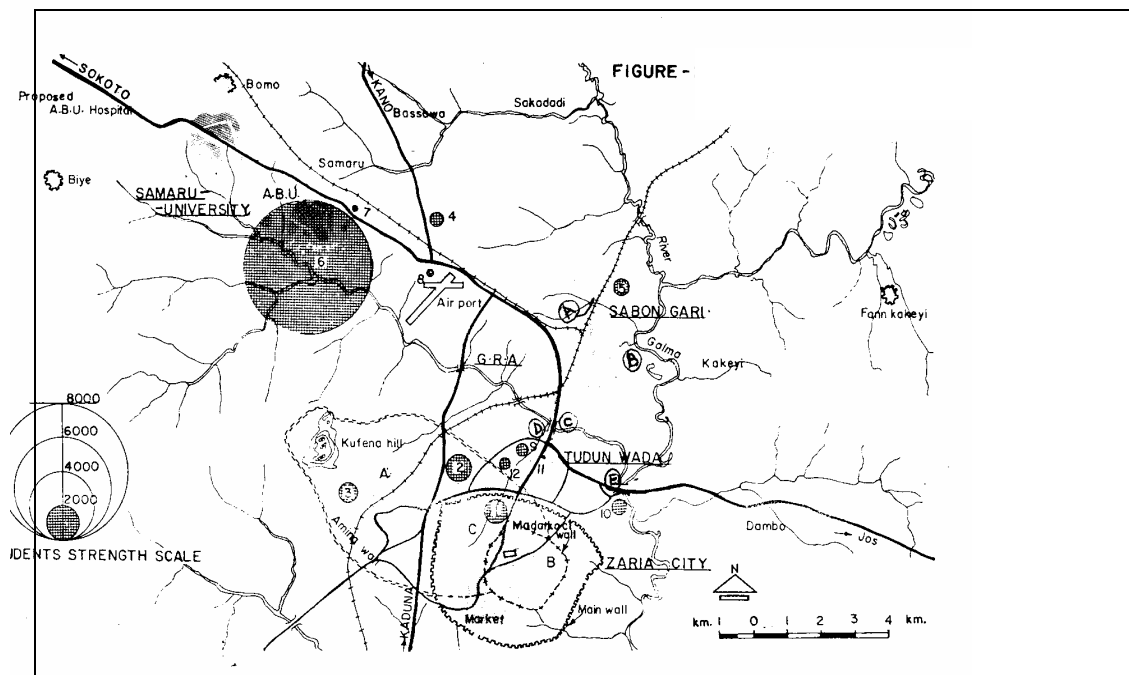 FIGURE -
SOKOTO
Bomo
KANO
Proposed
A.B.U. Hospital
Bassawa
Sakadadi
Samaru
Biye
SAMARU-
-UNIVERSITY
A.B.U.
7
4
6
River
8
Air port
A
5
SABON GARI
Fann kakeyi
Galma
G.R.A.
B
Kakeyi
8000
6000
4000
2000
UDENTS STRENGTH SCALE
Kufena hill
D
C
9
2
12
11
TUDUN WADA
A
3
E
1
10
C
Dambo
Jos
wall
B
ZARIA CITY
N
KADUNA
Market
Main wall
km. 1 0 1 2 3 4 km.